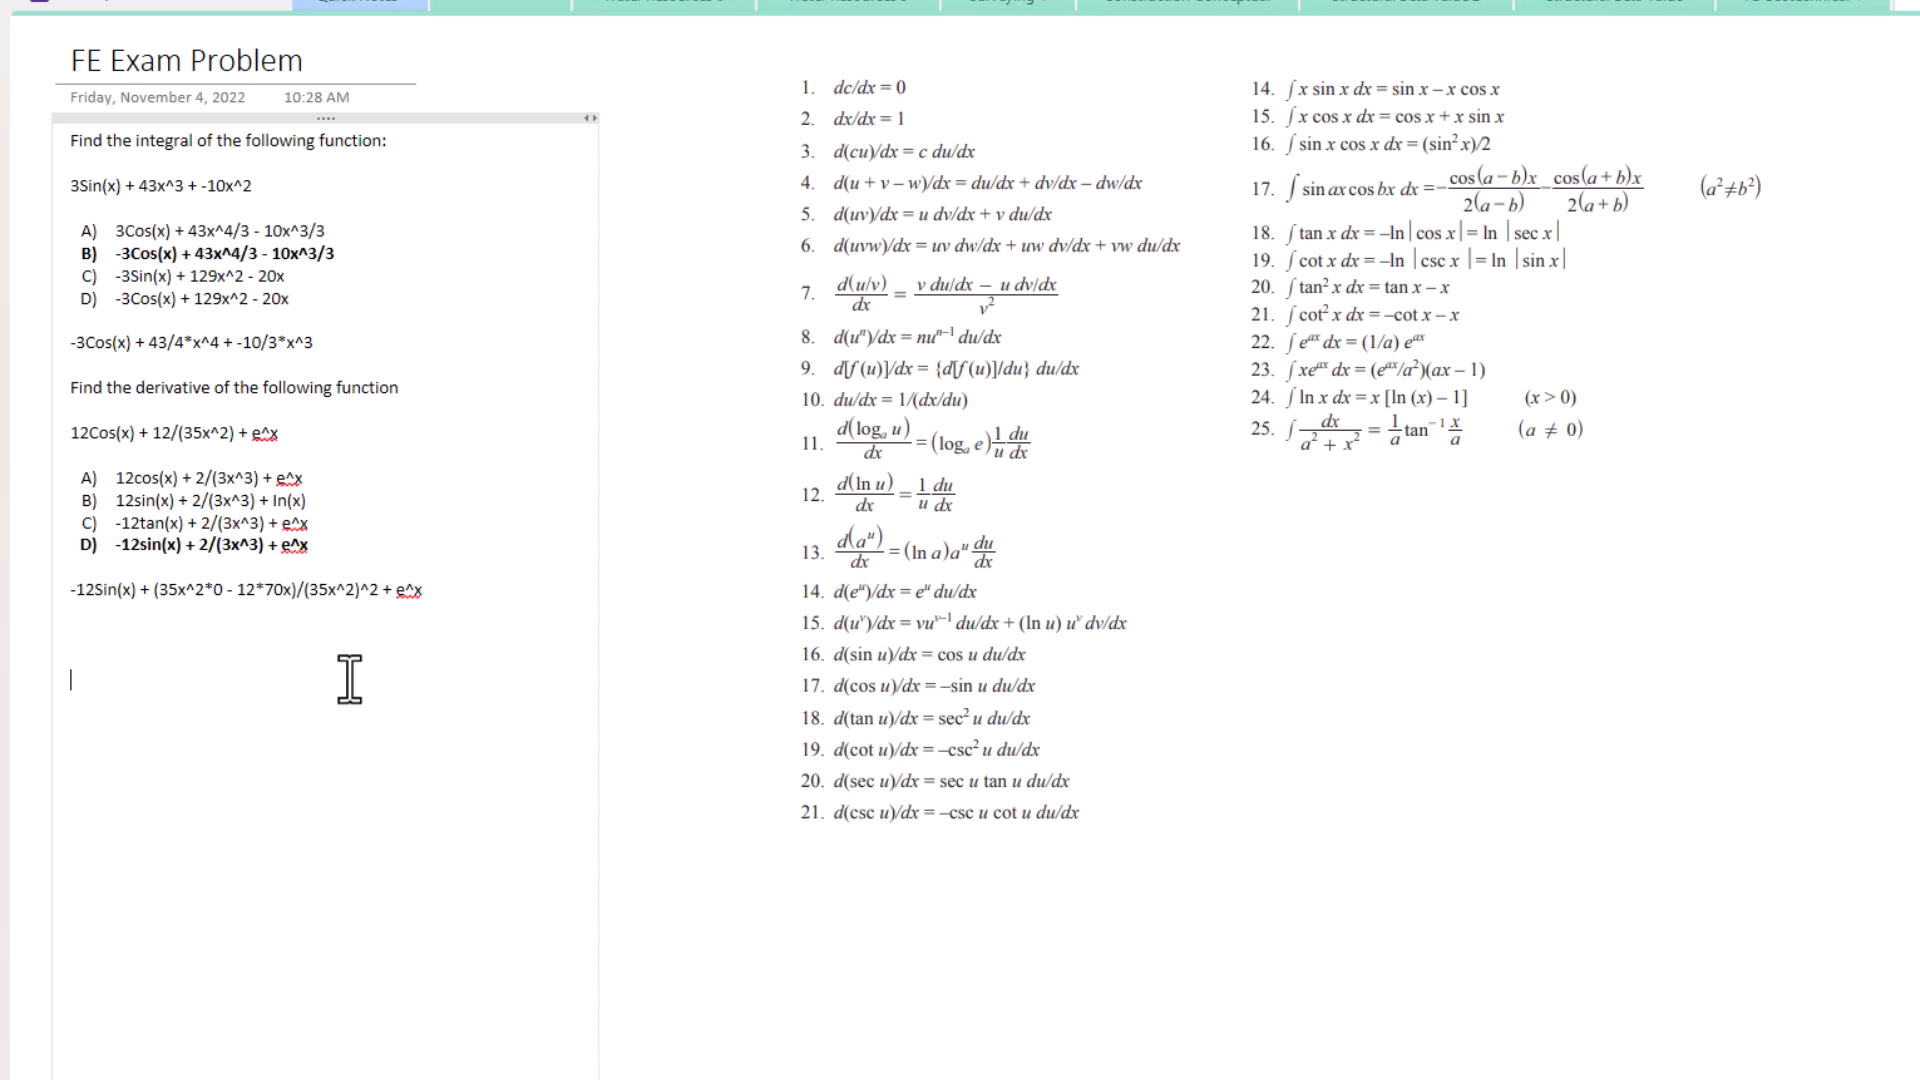 FE Exam Problem
Friday, November 4, 2022 10:28 AM
Find the integral of the following function:
3Sin(x) + 43x^3 + -10x^2
A) 3Cos(x) + 43x^4/3 - 10x^3/3
B) -3Cos(x) + 43x^4/3 - 10x^3/3
C) -3Sin(x) + 129x^2 - 20x
D) -3Cos(x) + 129x^2 - 20x
-3Cos(x) + 43/4*x^4 + -10/3*x^3
Find the derivative of the following function
12Cos(x) + 12/(35x^2) + e^x
A) 12cos(x) + 2/(3x^3) + e^x
B) 12sin(x) + 2/(3x^3) + ln(x)
C) -12tan(x) + 2/(3x^3) + e^x
D) -12sin(x) + 2/(3x^3) + e^x
-12Sin(x) + (35x^2*0 - 12*70x)/(35x^2)^2 + e^x
1. dc/dx = 0
2. dx/dx = 1
3. d(cu)/dx = c du/dx
4. d(u + v – w)/dx = du/dx + dv/dx – dw/dx
5. d(uv)/dx = u dv/dx + v du/dx
6. d(uvw)/dx = uv dw/dx + uw dv/dx + vw du/dx
7. d(u/v)/dx = (v du/dx – u dv/dx)/v²
8. d(uⁿ)/dx = nuⁿ⁻¹ du/dx
9. d[f (u)]/dx = {d[f (u)]/du} du/dx
10. du/dx = 1/(dx/du)
11. d(logₐ u)/dx = (logₐ e) 1/u du/dx
12. d(ln u)/dx = 1/u du/dx
13. d(aᵘ)/dx = (ln a)aᵘ du/dx
14. d(eᵘ)/dx = eᵘ du/dx
15. d(uᵛ)/dx = vuᵛ⁻¹ du/dx + (ln u) uᵛ dv/dx
16. d(sin u)/dx = cos u du/dx
17. d(cos u)/dx = –sin u du/dx
18. d(tan u)/dx = sec² u du/dx
19. d(cot u)/dx = –csc² u du/dx
20. d(sec u)/dx = sec u tan u du/dx
21. d(csc u)/dx = –csc u cot u du/dx
14. ∫ x sin x dx = sin x – x cos x
15. ∫ x cos x dx = cos x + x sin x
16. ∫ sin x cos x dx = (sin² x)/2
17. ∫ sin ax cos bx dx = – cos(a – b)x/2(a – b) – cos(a + b)x/2(a + b) (a² ≠ b²)
18. ∫ tan x dx = –ln |cos x| = ln |sec x|
19. ∫ cot x dx = –ln |csc x| = ln |sin x|
20. ∫ tan² x dx = tan x – x
21. ∫ cot² x dx = –cot x – x
22. ∫ eᵃˣ dx = (1/a) eᵃˣ
23. ∫ xeᵃˣ dx = (eᵃˣ/a²)(ax – 1)
24. ∫ ln x dx = x [ln (x) – 1] (x > 0)
25. ∫ dx/(a² + x²) = 1/a tan⁻¹ x/a (a ≠ 0)